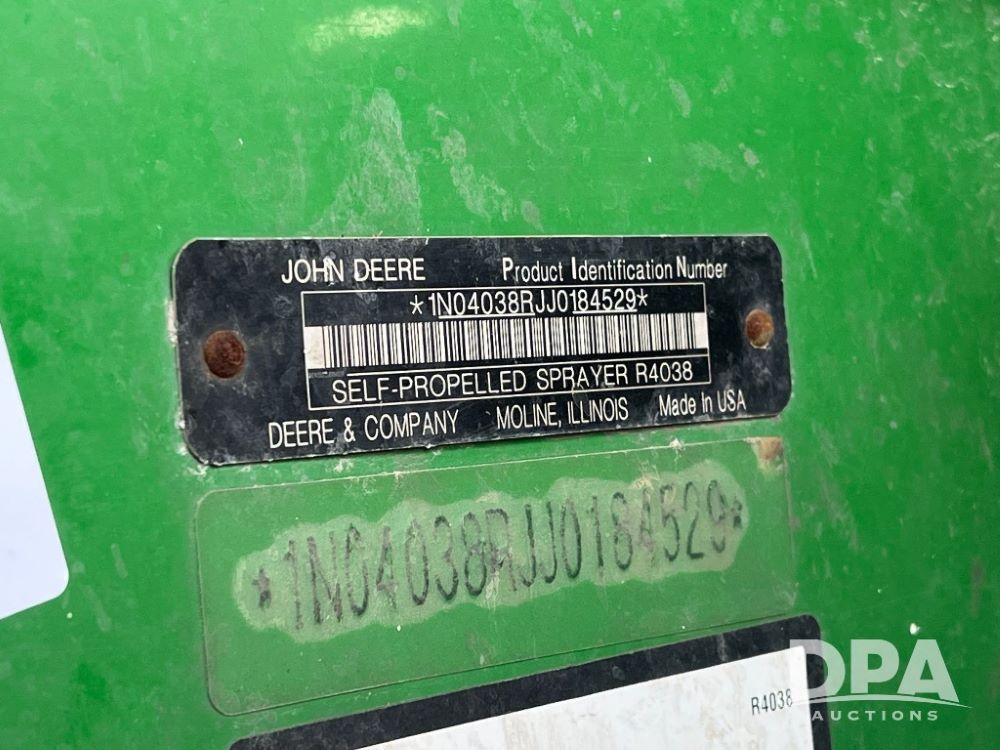 JOHN DEERE Product Identification Number
*1N04038RJJ0184529*
SELF-PROPELLED SPRAYER R4038
DEERE & COMPANY MOLINE, ILLINOIS Made in USA
*1N04038RJJ0184529*
R4038
DPA
AUCTIONS